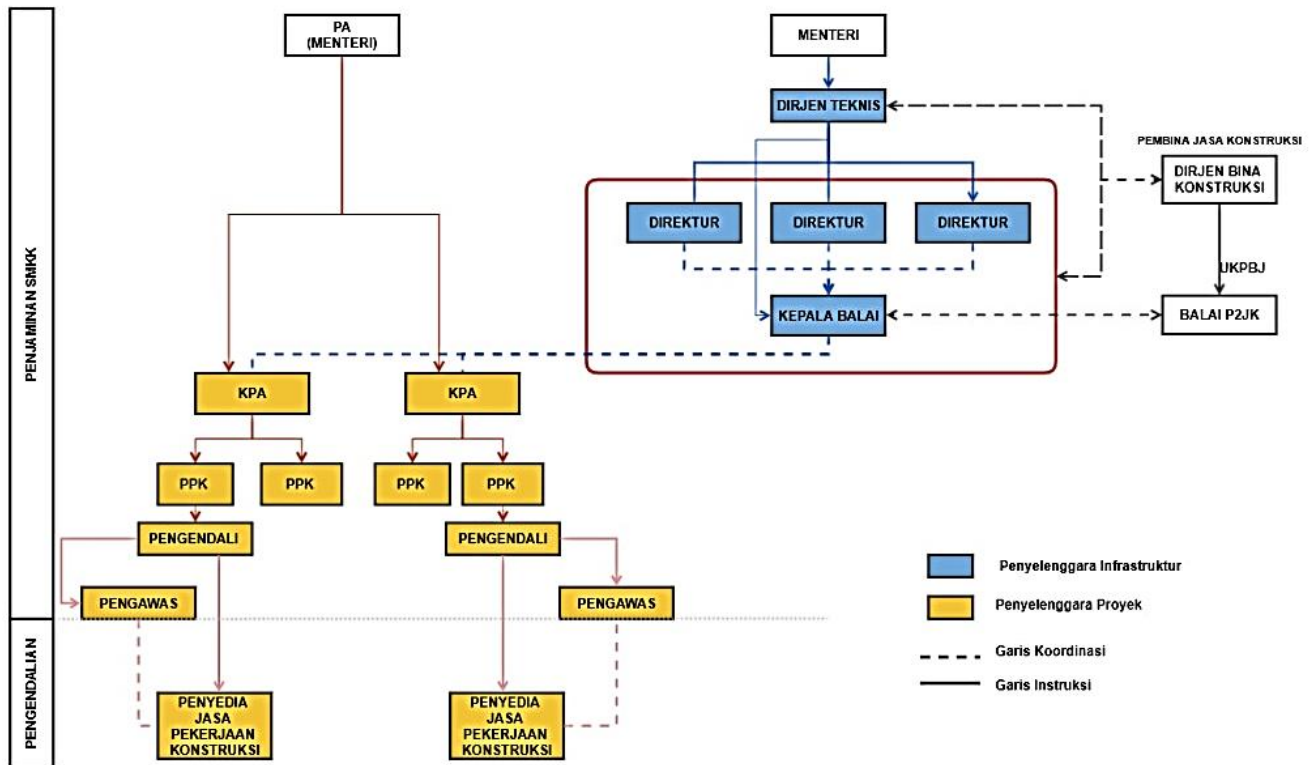 PA
(MENTERI)
MENTERI
DIRJEN TEKNIS
PEMBINA JASA KONSTRUKSI
DIRJEN BINA
KONSTRUKSI
DIREKTUR
DIREKTUR
DIREKTUR
UKPBJ
KEPALA BALAI
BALAI P2JK
PENJAMINAN SMKK
KPA
KPA
PPK
PPK
PPK
PPK
PENGENDALI
PENGENDALI
PENGAWAS
PENGAWAS
Penyelenggara Infrastruktur
Penyelenggara Proyek
Garis Koordinasi
Garis Instruksi
PENGENDALIAN
PENYEDIA
JASA
PEKERJAAN
KONSTRUKSI
PENYEDIA
JASA
PEKERJAAN
KONSTRUKSI